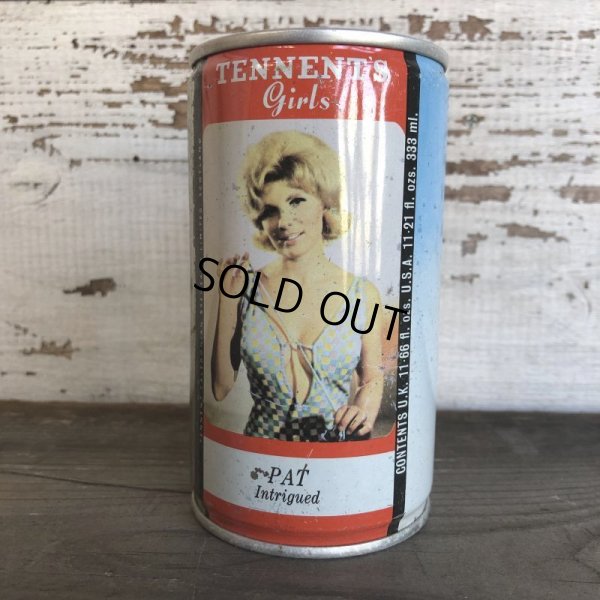 TENNENT'S
Girls
SOLD OUT
PAT
Intrigued
CONTENTS U.K. 11·66 fl. ozs. U.S.A. 11·21 fl. ozs. 333 ml.